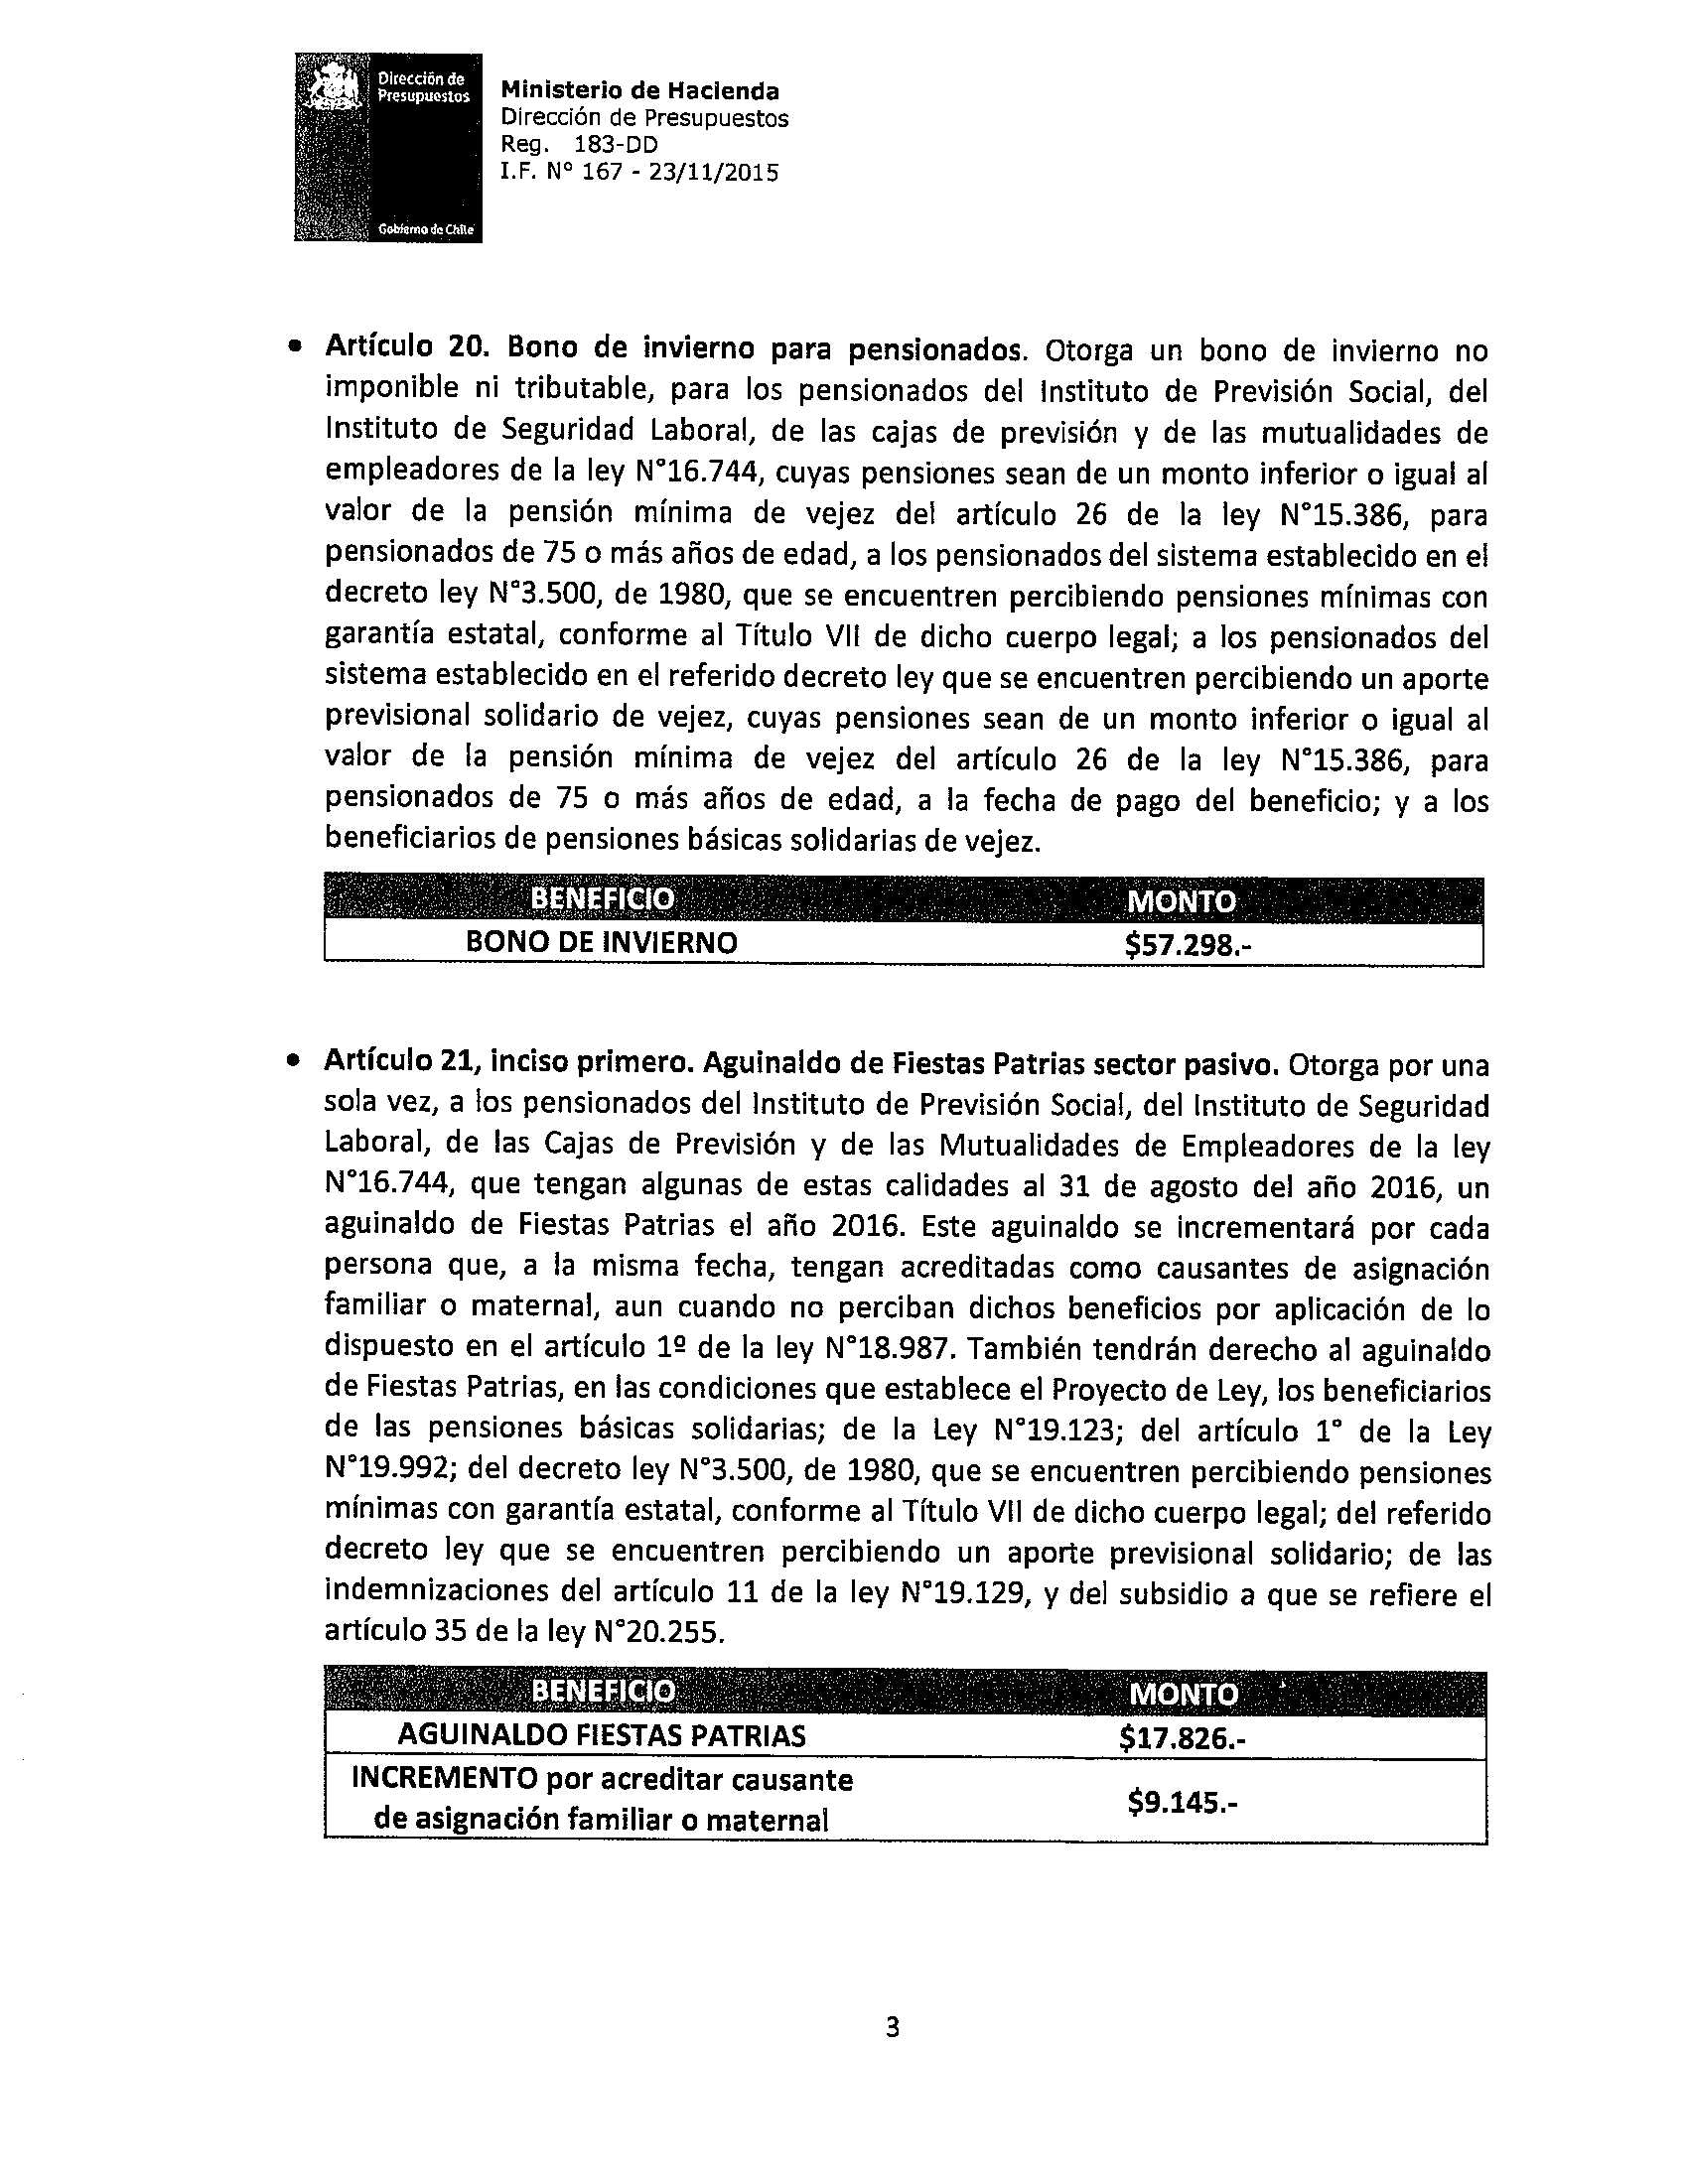 Dirección de
Presupuestos
Gobierno de Chile
Ministerio de Hacienda
Dirección de Presupuestos
Reg. 183-DD
I.F. Nº 167 - 23/11/2015
• Artículo 20. Bono de invierno para pensionados. Otorga un bono de invierno no
imponible ni tributable, para los pensionados del Instituto de Previsión Social, del
Instituto de Seguridad Laboral, de las cajas de previsión y de las mutualidades de
empleadores de la ley N°16.744, cuyas pensiones sean de un monto inferior o igual al
valor de la pensión mínima de vejez del artículo 26 de la ley N°15.386, para
pensionados de 75 o más años de edad, a los pensionados del sistema establecido en el
decreto ley N°3.500, de 1980, que se encuentren percibiendo pensiones mínimas con
garantía estatal, conforme al Título VII de dicho cuerpo legal; a los pensionados del
sistema establecido en el referido decreto ley que se encuentren percibiendo un aporte
previsional solidario de vejez, cuyas pensiones sean de un monto inferior o igual al
valor de la pensión mínima de vejez del artículo 26 de la ley N°15.386, para
pensionados de 75 o más años de edad, a la fecha de pago del beneficio; y a los
beneficiarios de pensiones básicas solidarias de vejez.
BENEFICIO MONTO
BONO DE INVIERNO $57.298.-
• Artículo 21, inciso primero. Aguinaldo de Fiestas Patrias sector pasivo. Otorga por una
sola vez, a los pensionados del Instituto de Previsión Social, del Instituto de Seguridad
Laboral, de las Cajas de Previsión y de las Mutualidades de Empleadores de la ley
N°16.744, que tengan algunas de estas calidades al 31 de agosto del año 2016, un
aguinaldo de Fiestas Patrias el año 2016. Este aguinaldo se incrementará por cada
persona que, a la misma fecha, tengan acreditadas como causantes de asignación
familiar o maternal, aun cuando no perciban dichos beneficios por aplicación de lo
dispuesto en el artículo 1º de la ley N°18.987. También tendrán derecho al aguinaldo
de Fiestas Patrias, en las condiciones que establece el Proyecto de Ley, los beneficiarios
de las pensiones básicas solidarias; de la Ley N°19.123; del artículo 1° de la Ley
N°19.992; del decreto ley N°3.500, de 1980, que se encuentren percibiendo pensiones
mínimas con garantía estatal, conforme al Título VII de dicho cuerpo legal; del referido
decreto ley que se encuentren percibiendo un aporte previsional solidario; de las
indemnizaciones del artículo 11 de la ley N°19.129, y del subsidio a que se refiere el
artículo 35 de la ley N°20.255.
BENEFICIO MONTO
AGUINALDO FIESTAS PATRIAS $17.826.-
INCREMENTO por acreditar causante
de asignación familiar o maternal $9.145.-
3